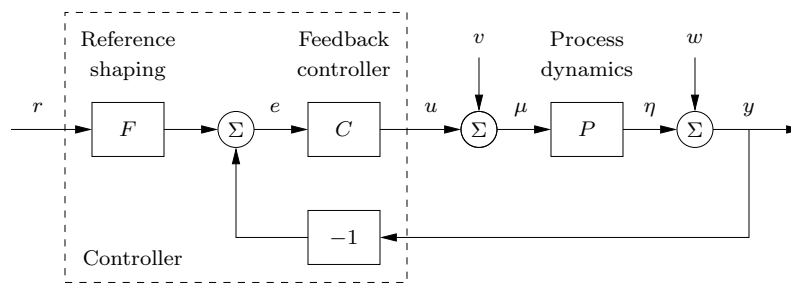 Reference
shaping
Feedback
controller
v
Process
dynamics
w
r
F
Σ
e
C
u
Σ
μ
P
η
Σ
y
−1
Controller